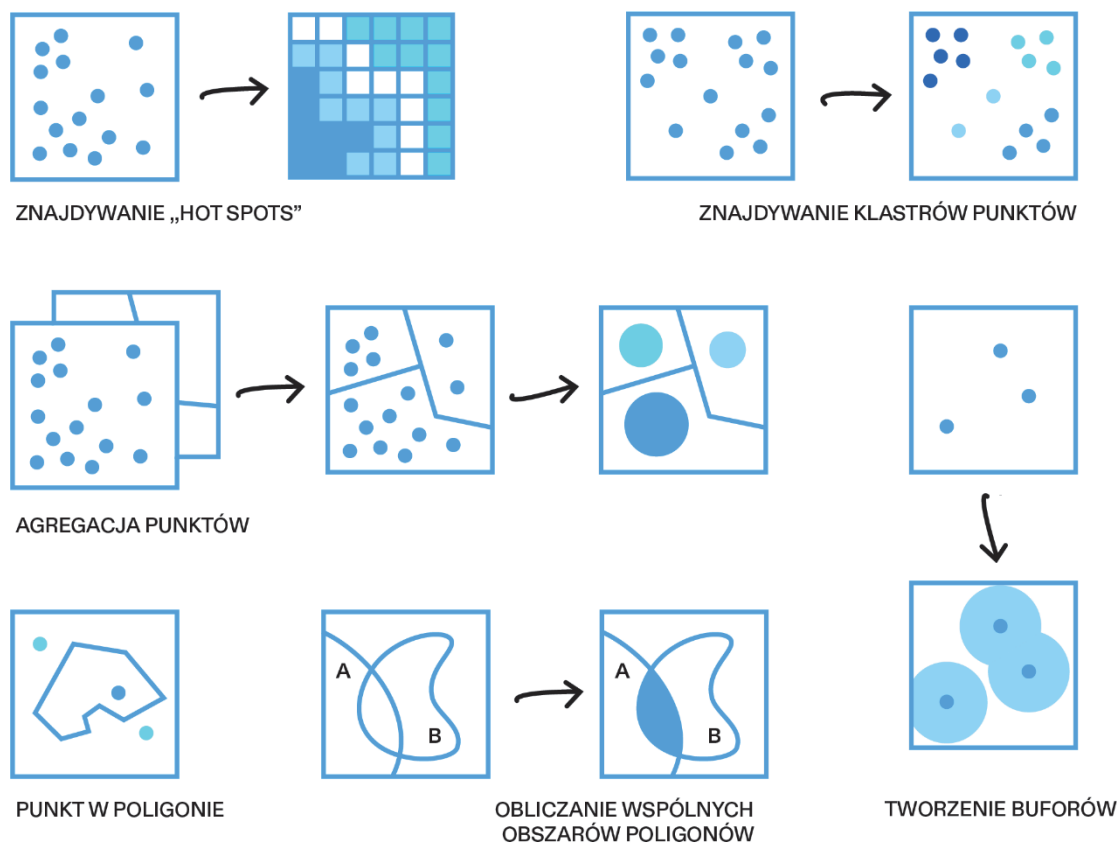 ZNAJDYWANIE „HOT SPOTS”
ZNAJDYWANIE KLASTRÓW PUNKTÓW
AGREGACJA PUNKTÓW
A
B
A
B
PUNKT W POLIGONIE
OBLICZANIE WSPÓLNYCH
OBSZARÓW POLIGONÓW
TWORZENIE BUFORÓW